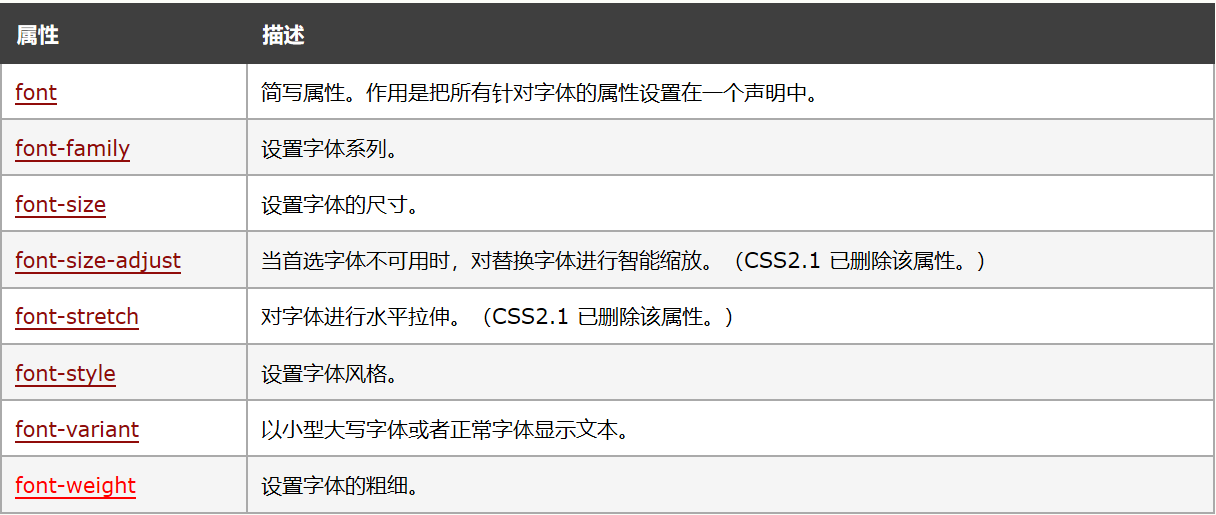 属性 描述
font 简写属性。作用是把所有针对字体的属性设置在一个声明中。
font-family 设置字体系列。
font-size 设置字体的尺寸。
font-size-adjust 当首选字体不可用时，对替换字体进行智能缩放。（CSS2.1 已删除该属性。）
font-stretch 对字体进行水平拉伸。（CSS2.1 已删除该属性。）
font-style 设置字体风格。
font-variant 以小型大写字体或者正常字体显示文本。
font-weight 设置字体的粗细。